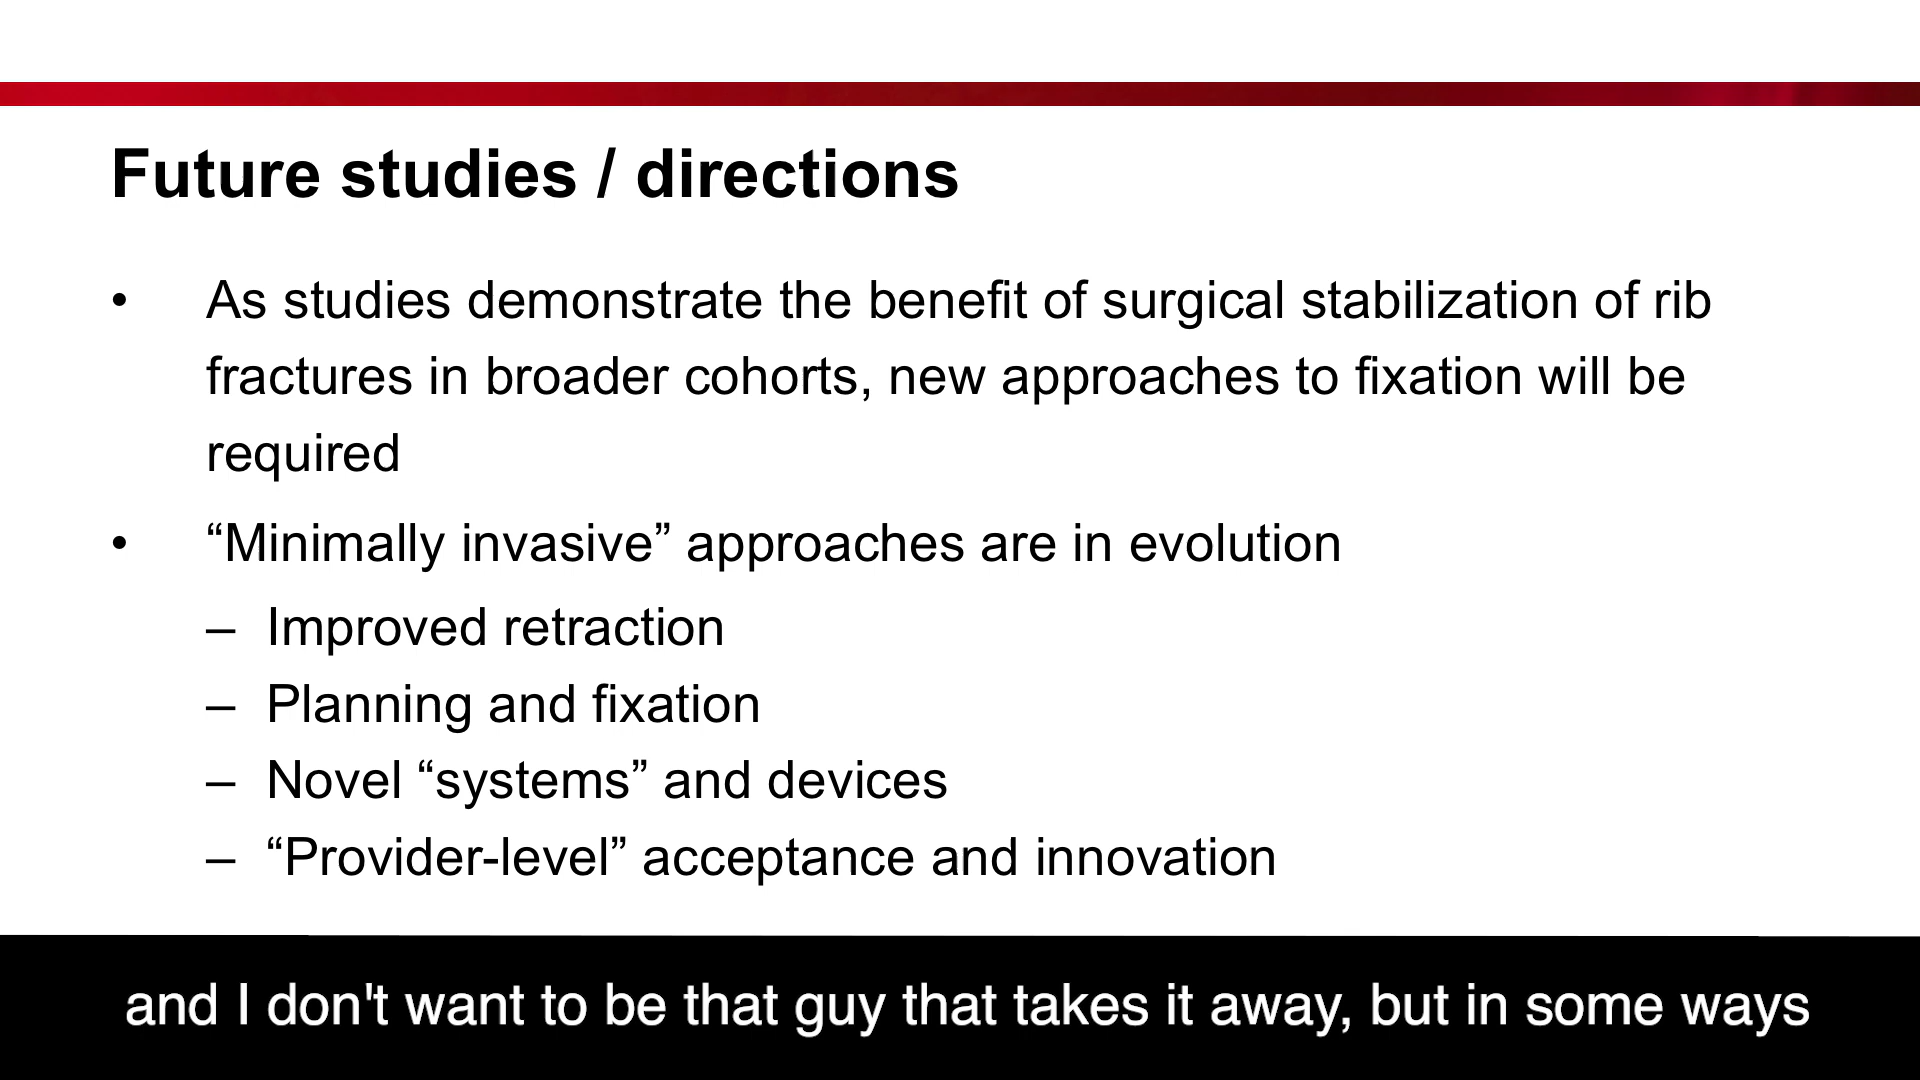 Future studies / directions
• As studies demonstrate the benefit of surgical stabilization of rib
fractures in broader cohorts, new approaches to fixation will be
required
• “Minimally invasive” approaches are in evolution
– Improved retraction
– Planning and fixation
– Novel “systems” and devices
– “Provider-level” acceptance and innovation
and I don't want to be that guy that takes it away, but in some ways